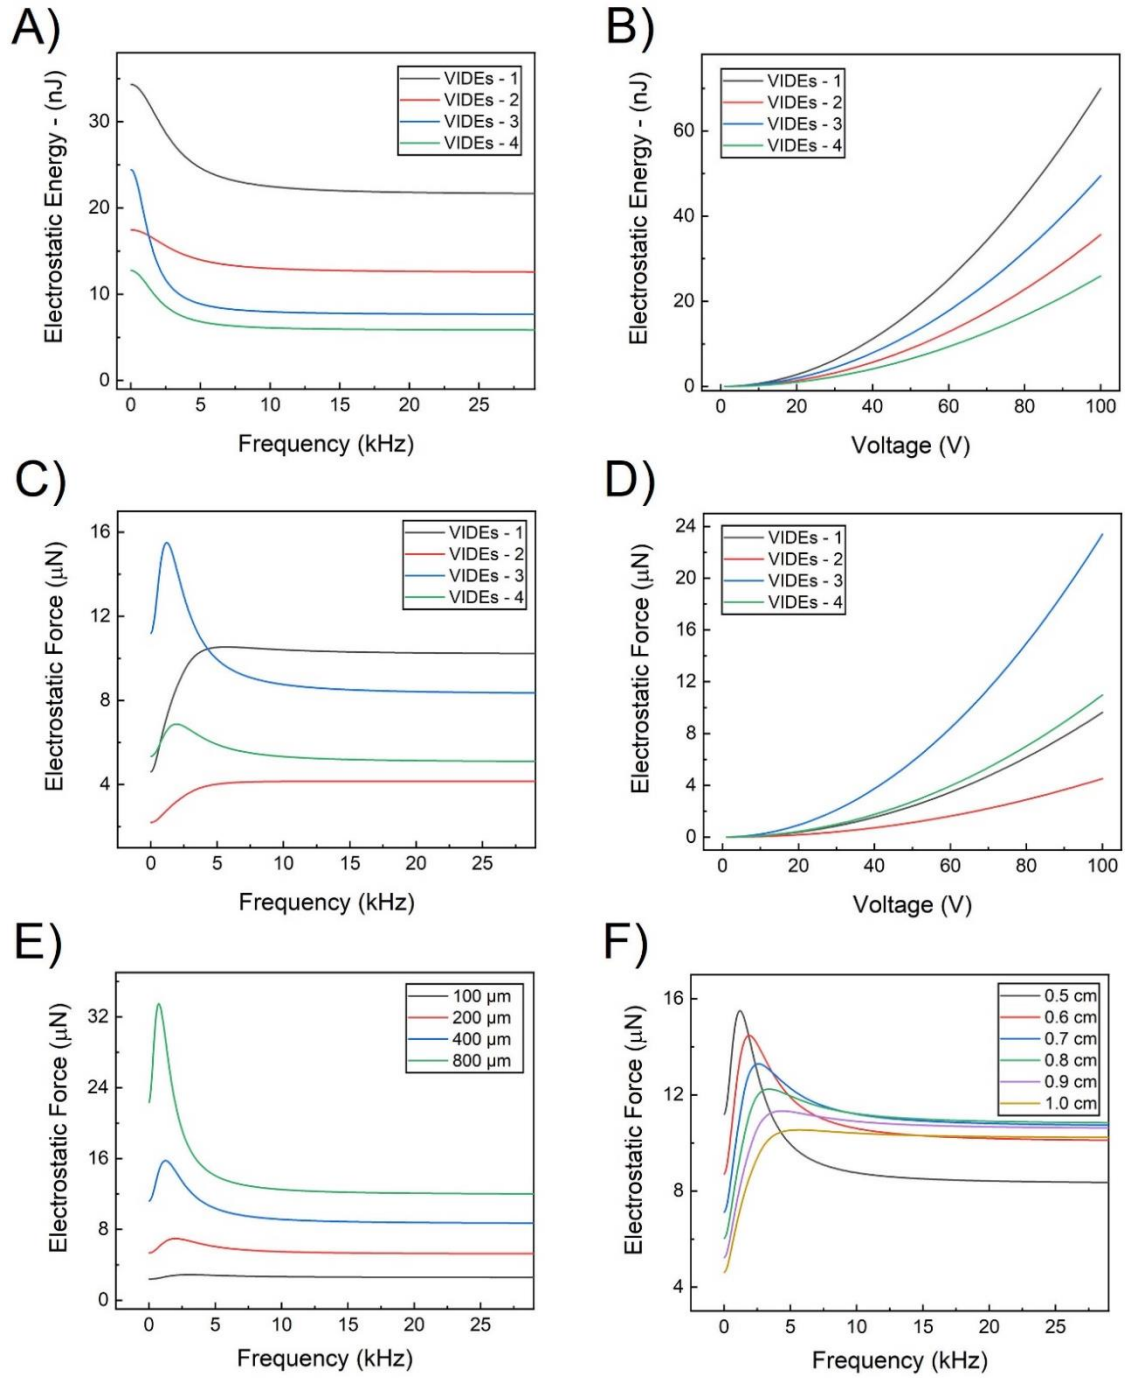 A)
Electrostatic Energy - (nJ)
VIDEs - 1
VIDEs - 2
VIDEs - 3
VIDEs - 4
30
20
10
0
0 5 10 15 20 25
Frequency (kHz)
B)
Electrostatic Energy - (nJ)
VIDEs - 1
VIDEs - 2
VIDEs - 3
VIDEs - 4
60
40
20
0
0 20 40 60 80 100
Voltage (V)
C)
Electrostatic Force (μN)
VIDEs - 1
VIDEs - 2
VIDEs - 3
VIDEs - 4
16
12
8
4
0 5 10 15 20 25
Frequency (kHz)
D)
Electrostatic Force (μN)
VIDEs - 1
VIDEs - 2
VIDEs - 3
VIDEs - 4
24
20
16
12
8
4
0
0 20 40 60 80 100
Voltage (V)
E)
Electrostatic Force (μN)
100 μm
200 μm
400 μm
800 μm
32
24
16
8
0
0 5 10 15 20 25
Frequency (kHz)
F)
Electrostatic Force (μN)
0.5 cm
0.6 cm
0.7 cm
0.8 cm
0.9 cm
1.0 cm
16
12
8
4
0 5 10 15 20 25
Frequency (kHz)